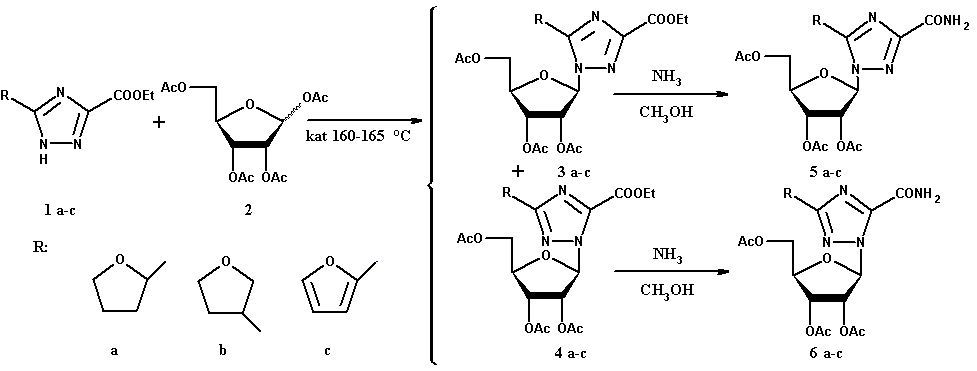 R
N
COOEt
N
H
N
1 a-c
+
AcO
O
OAc
OAc
OAc
2
kat 160-165 °C
R
N
COOEt
N
N
AcO
O
OAc
OAc
3 a-c
+
R
N
COOEt
N
N
AcO
O
OAc
OAc
4 a-c
NH3
CH3OH
NH3
CH3OH
R
N
CONH2
N
N
AcO
O
OAc
OAc
5 a-c
R
N
CONH2
N
N
AcO
O
OAc
OAc
6 a-c
R:
O
a
O
b
O
c